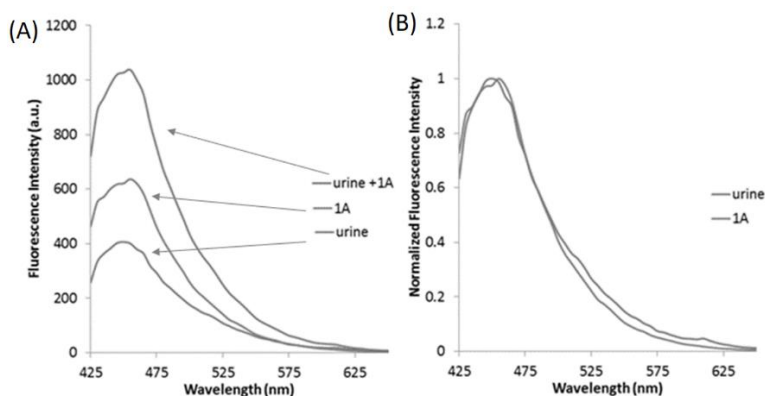 (A)
1200
1000
800
600
400
200
0
425 475 525 575 625
Fluorescence Intensity (a.u.)
Wavelength (nm)
urine +1A
1A
urine
(B)
1.2
1
0.8
0.6
0.4
0.2
0
425 475 525 575 625
Normalized Fluorescence Intensity
Wavelength (nm)
urine
1A